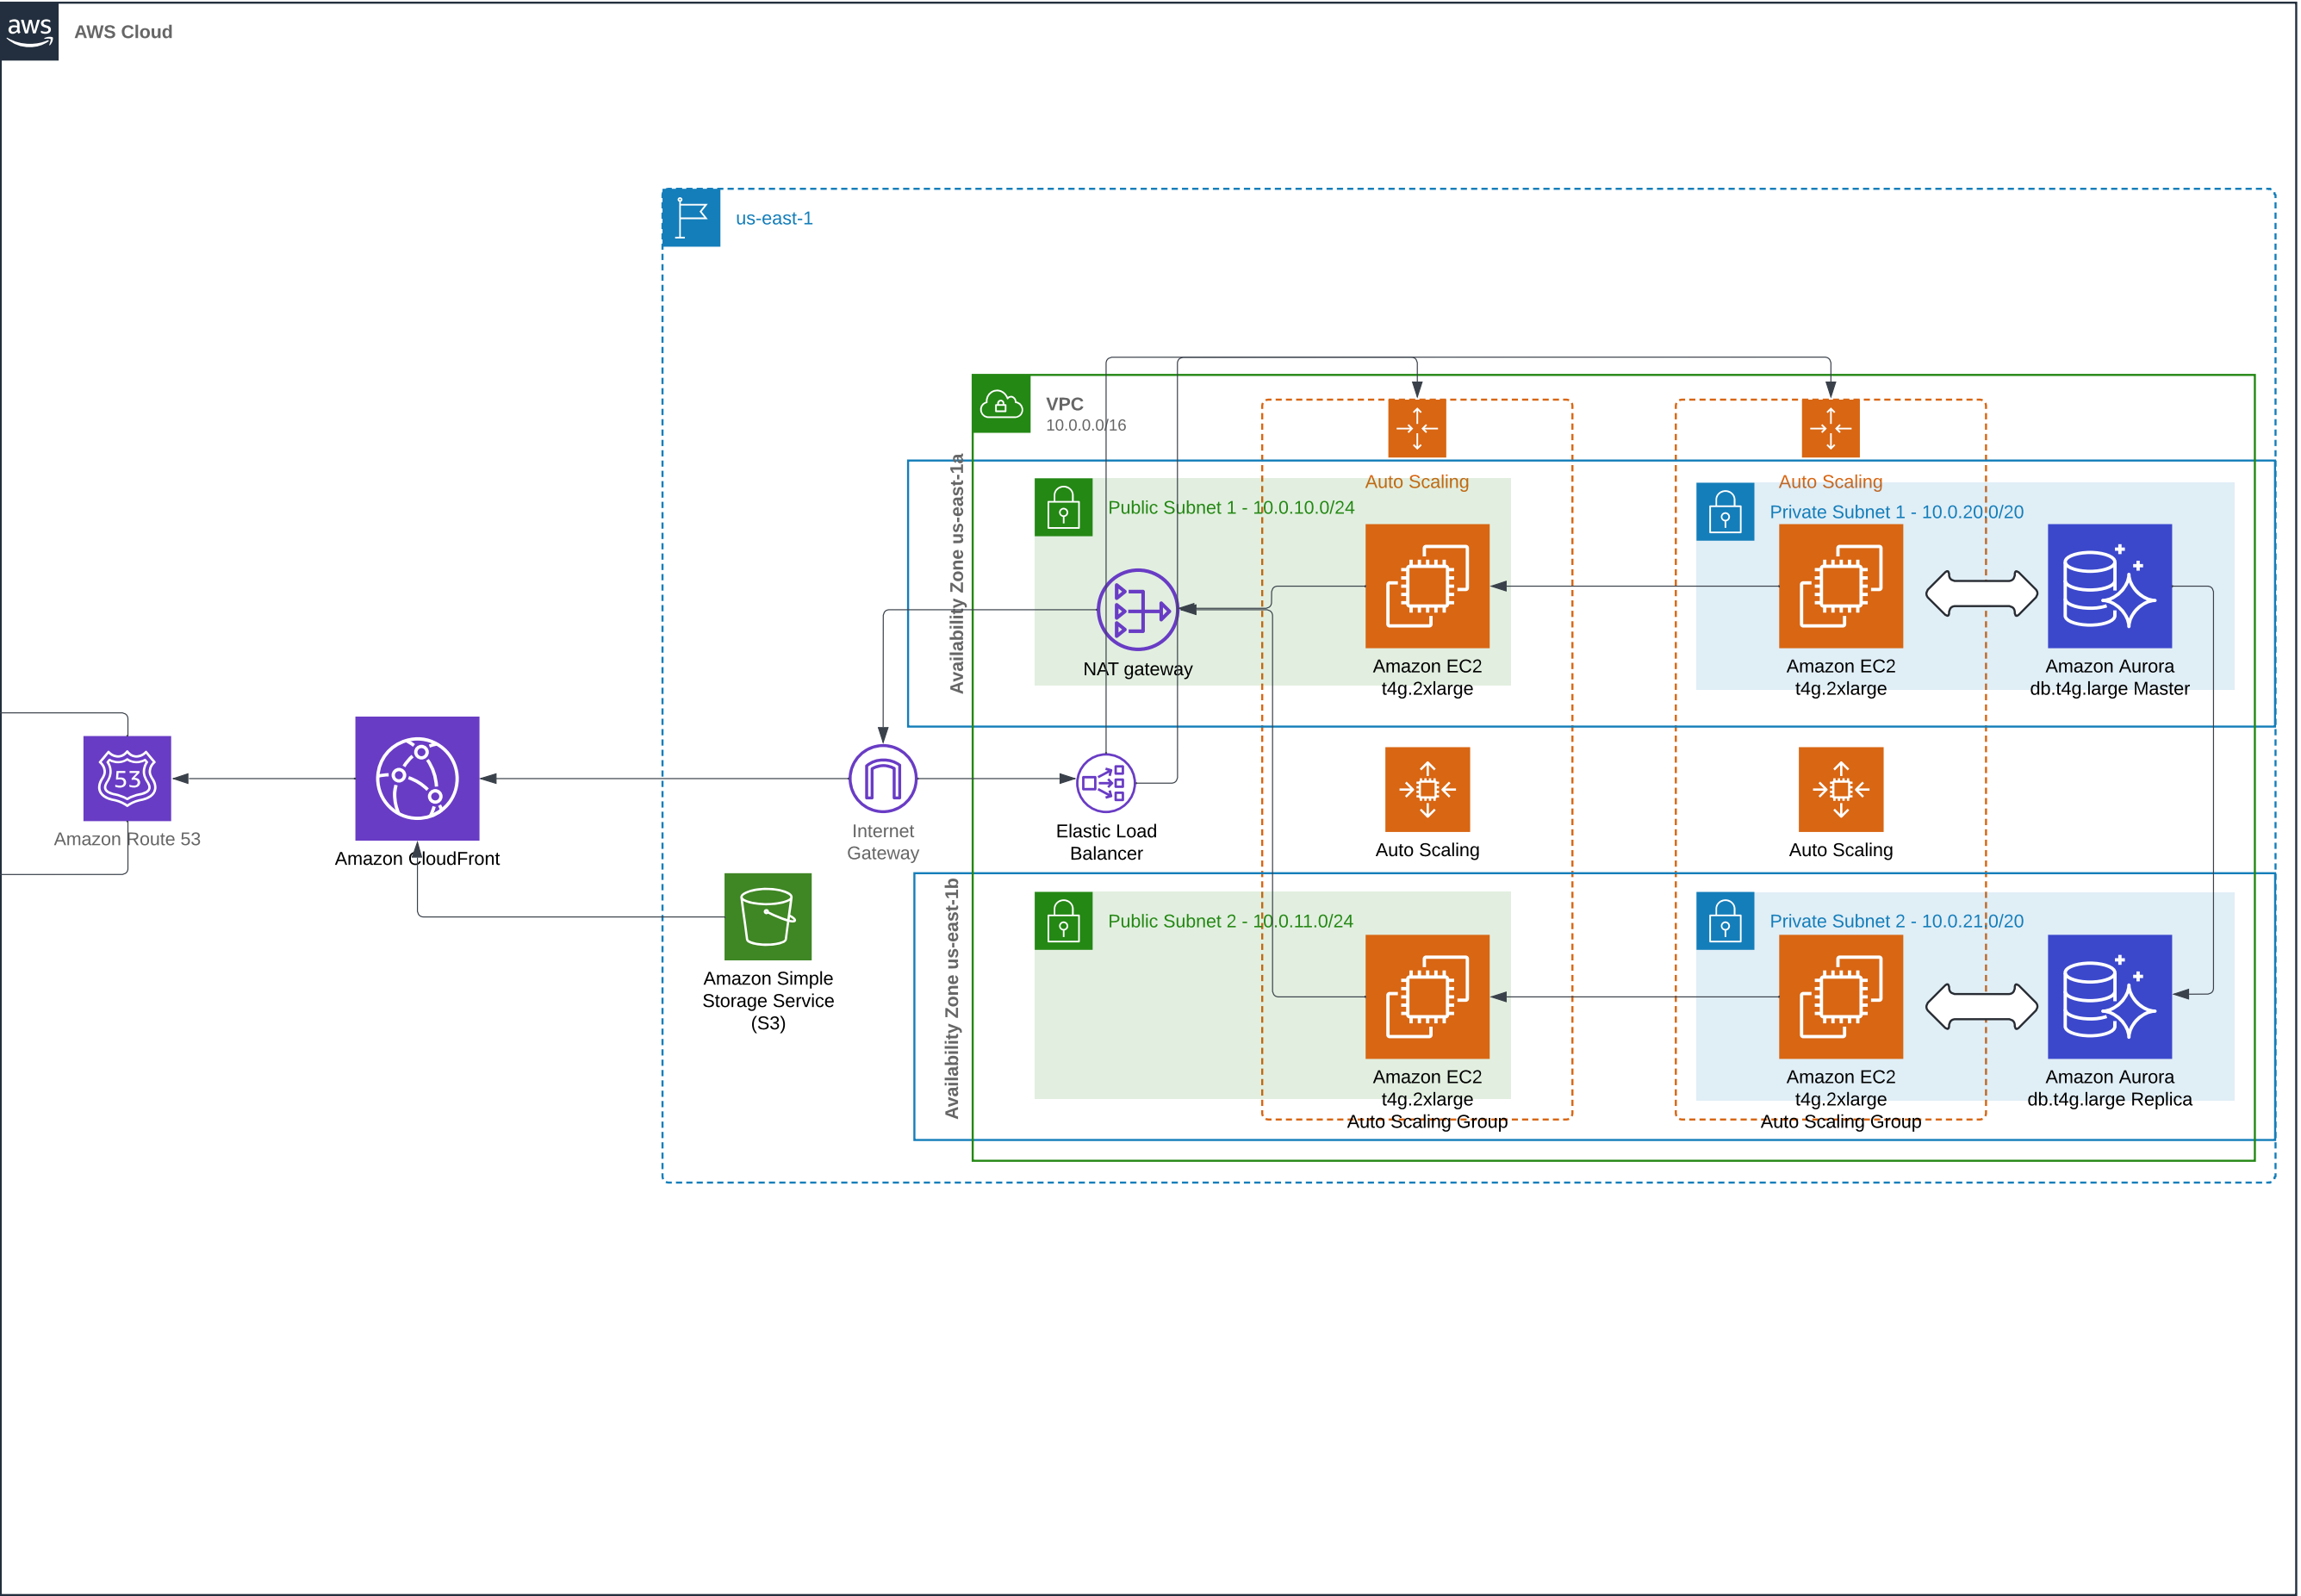 aws
AWS Cloud
us-east-1
VPC
10.0.0.0/16
Availability Zone us-east-1a
Auto Scaling
Auto Scaling
Public Subnet 1 - 10.0.10.0/24
Private Subnet 1 - 10.0.20.0/20
NAT gateway
Amazon EC2
t4g.2xlarge
Amazon EC2
t4g.2xlarge
Amazon Aurora
db.t4g.large Master
53
Amazon Route 53
Amazon CloudFront
Internet
Gateway
Elastic Load
Balancer
Auto Scaling
Auto Scaling
Amazon Simple
Storage Service
(S3)
Availability Zone us-east-1b
Public Subnet 2 - 10.0.11.0/24
Private Subnet 2 - 10.0.21.0/20
Amazon EC2
t4g.2xlarge
Auto Scaling Group
Amazon EC2
t4g.2xlarge
Auto Scaling Group
Amazon Aurora
db.t4g.large Replica